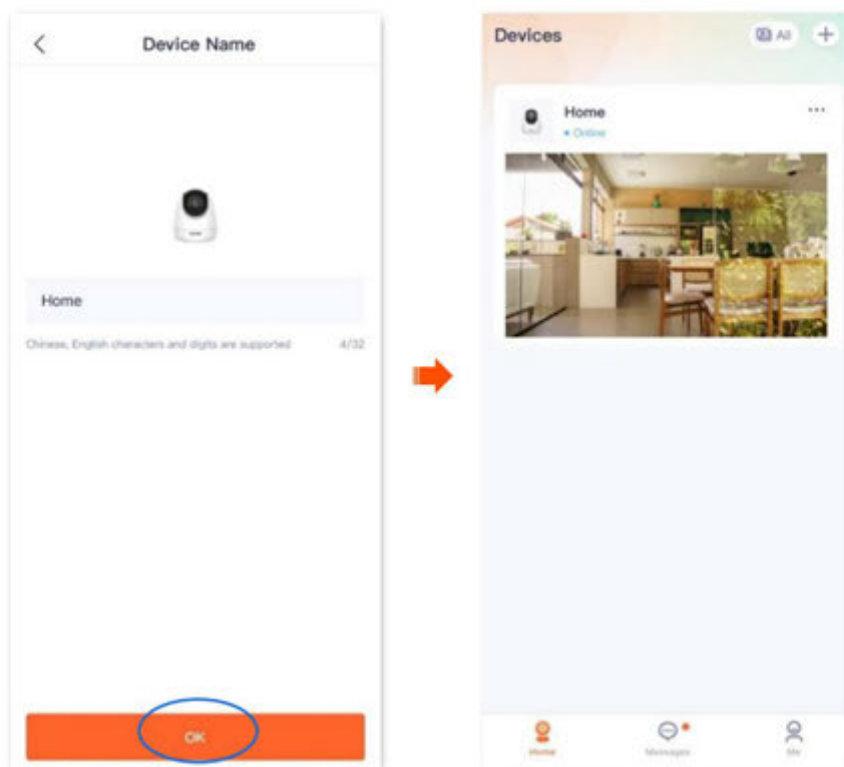 Device Name
Home
Chinese, English characters and digits are supported 4/32
OK
Devices
All
Home
Online
Home
Messages
Me